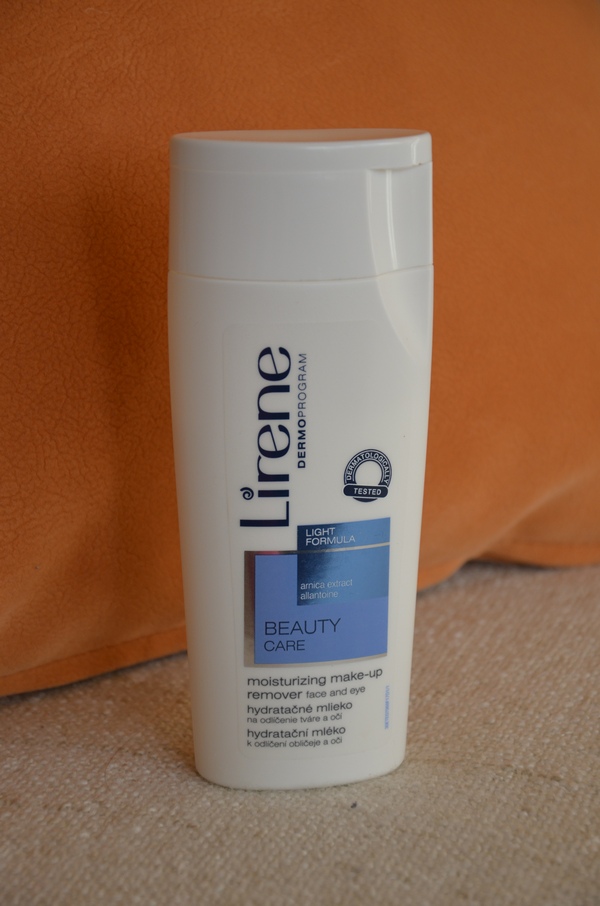 Lirene
DERMOPROGRAM
DERMATOLOGICALLY
TESTED
LIGHT
FORMULA
arnica extract
allantoine
BEAUTY
CARE
moisturizing make-up
remover face and eye
hydratačné mlieko
na odlíčenie tváre a očí
hydratační mléko
k odlíčení obličeje a očí